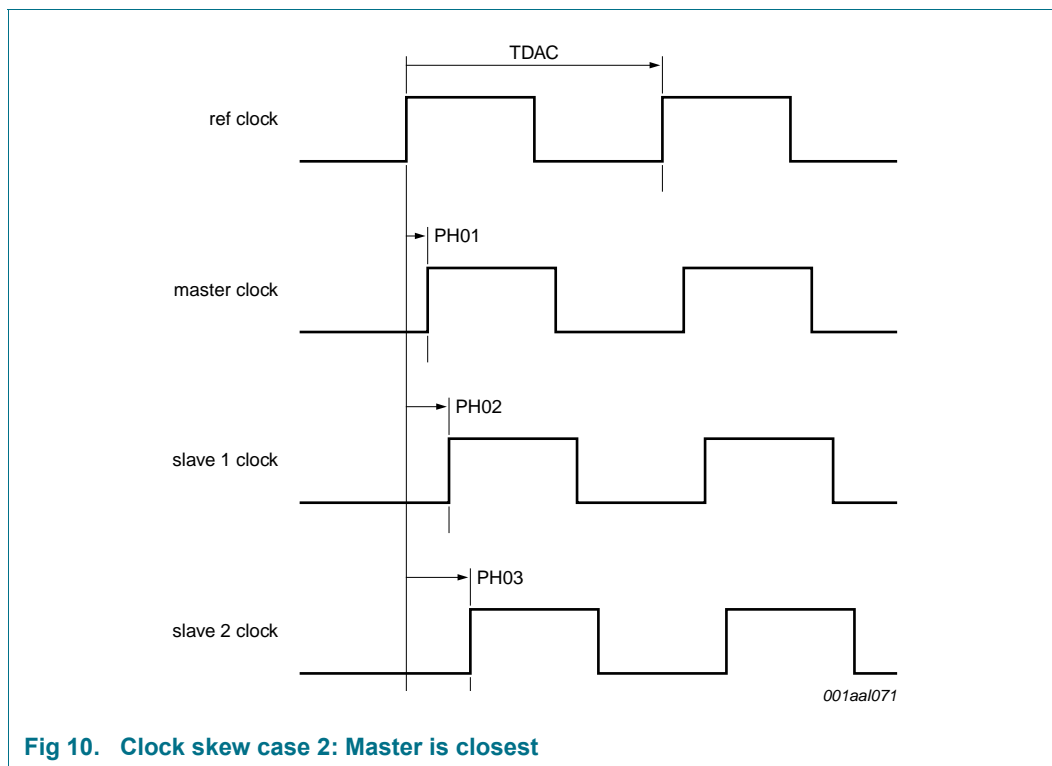 TDAC
ref clock
PH01
master clock
PH02
slave 1 clock
PH03
slave 2 clock
001aal071
Fig 10. Clock skew case 2: Master is closest